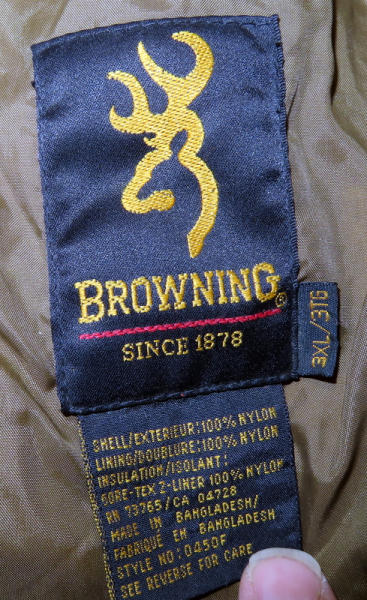 BROWNING®
SINCE 1878
3XL/3TG
SHELL/EXTERIEUR:100% NYLON
LINING/DOUBLURE:100% NYLON
INSULATION/ISOLANT:
GORE-TEX Z-LINER 100% NYLON
RN 73765/CA 04728
MADE IN BANGLADESH/
FABRIQUE EN BANGLADESH
STYLE NO:0450F
SEE REVERSE FOR CARE